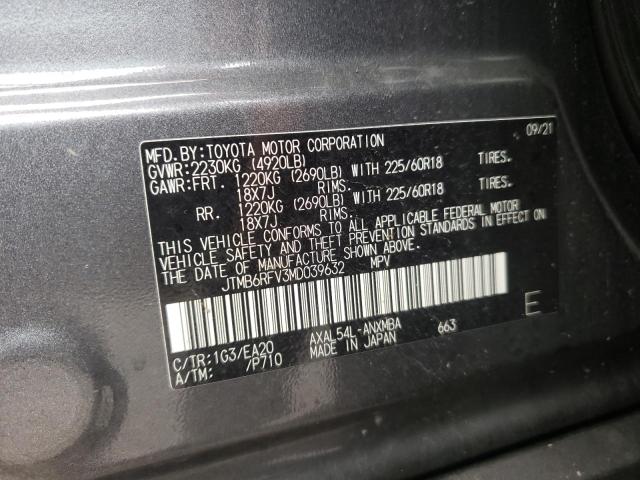 09/21
MFD. BY:TOYOTA MOTOR CORPORATION
GVWR:2230KG (4920LB)
GAWR:FRT. 1220KG (2690LB) WITH 225/60R18 TIRES.
18X7J RIMS.
RR. 1220KG (2690LB) WITH 225/60R18 TIRES.
18X7J RIMS.
THIS VEHICLE CONFORMS TO ALL APPLICABLE FEDERAL MOTOR
VEHICLE SAFETY AND THEFT PREVENTION STANDARDS IN EFFECT ON
THE DATE OF MANUFACTURE SHOWN ABOVE.
JTMB6RFV3MD039632 MPV
E
C/TR:1G3/EA20 AXAL54L-ANXMBA 663
A/TM: /P710 MADE IN JAPAN